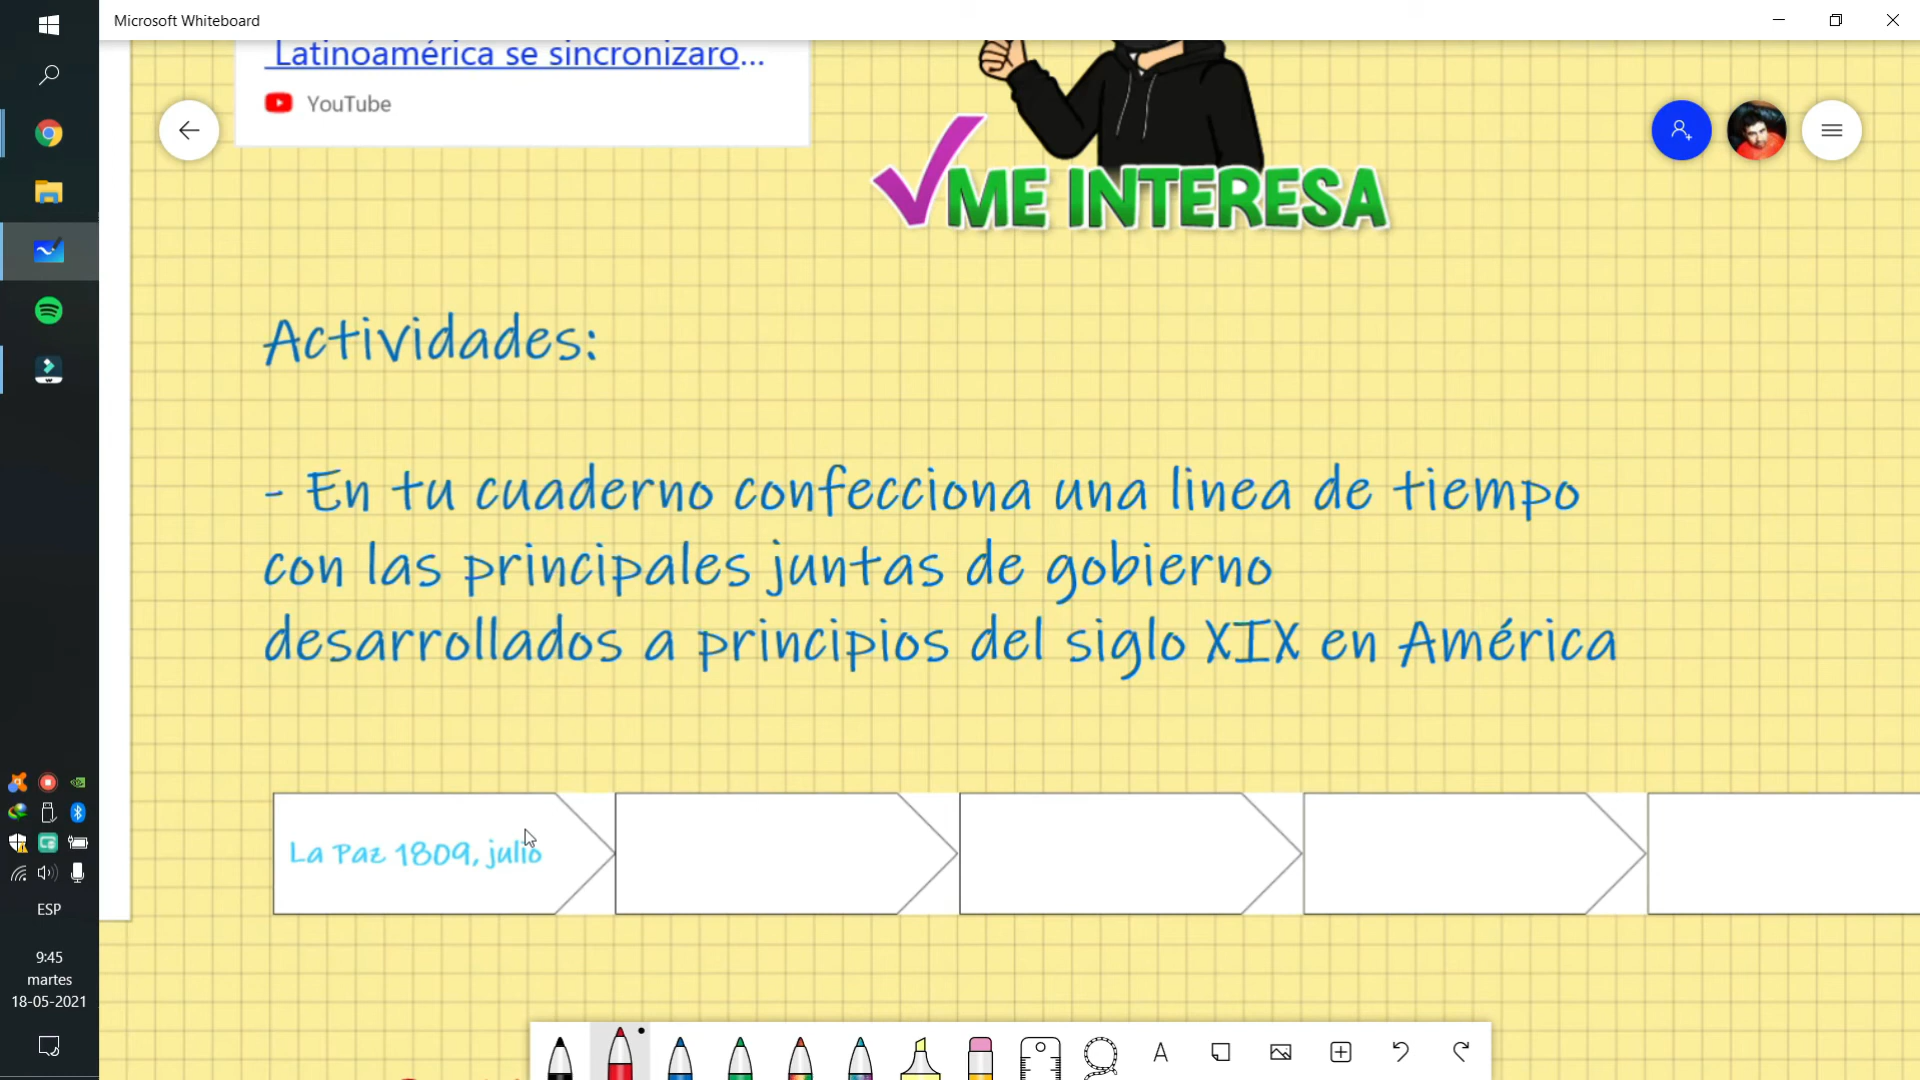 Microsoft Whiteboard
Latinoamérica se sincronizaro...
YouTube
ME INTERESA
Actividades:
- En tu cuaderno confecciona una linea de tiempo
con las principales juntas de gobierno
desarrollados a principios del siglo XIX en América
La Paz 1809, julio
ESP
9:45
martes
18-05-2021
A